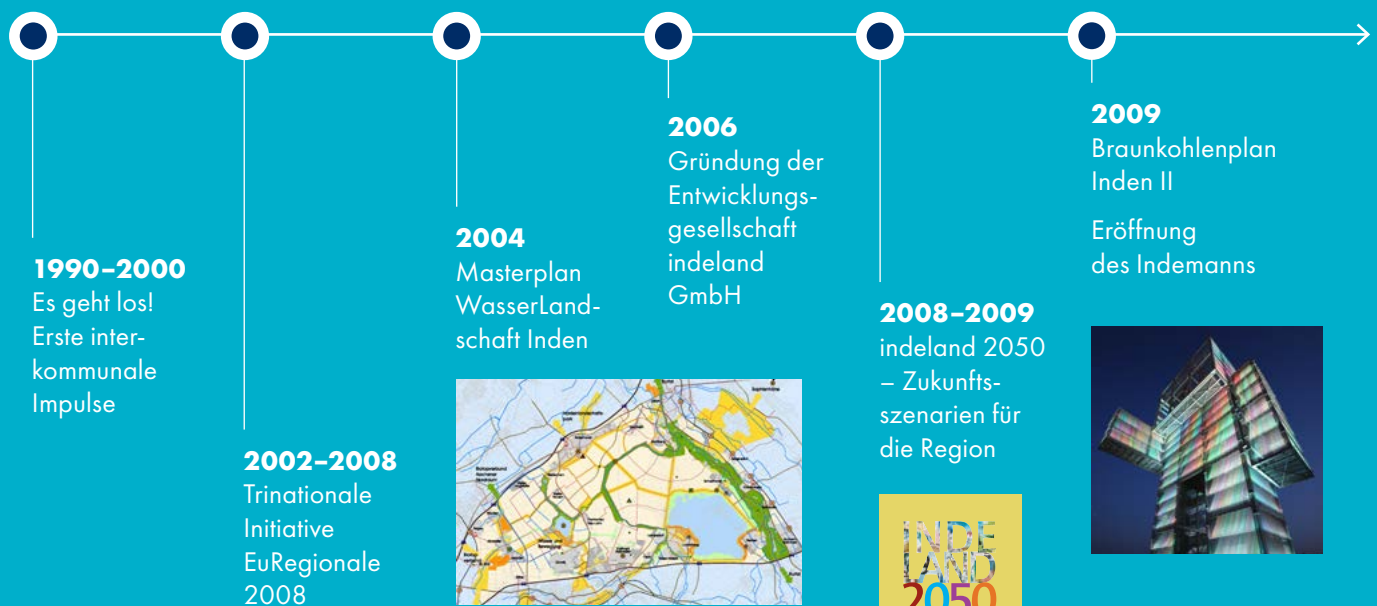 1990–2000
Es geht los!
Erste inter-
kommunale
Impulse
2002–2008
Trinationale
Initiative
EuRegionale
2008
2004
Masterplan
WasserLand-
schaft Inden
2006
Gründung der
Entwicklungs-
gesellschaft
indeland
GmbH
2008–2009
indeland 2050
– Zukunfts-
szenarien für
die Region
INDE
LAND
2050
2009
Braunkohlenplan
Inden II
Eröffnung
des Indemanns